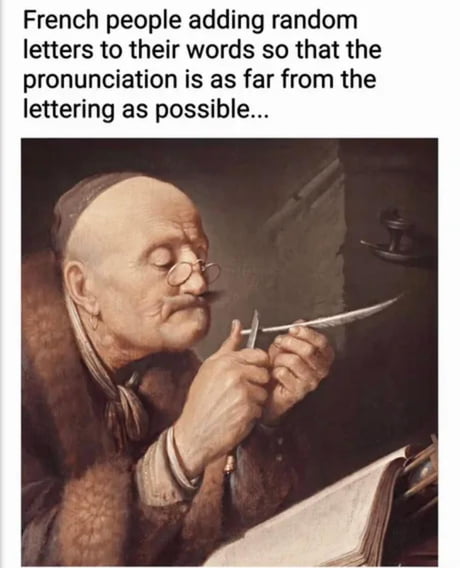 French people adding random
letters to their words so that the
pronunciation is as far from the
lettering as possible...